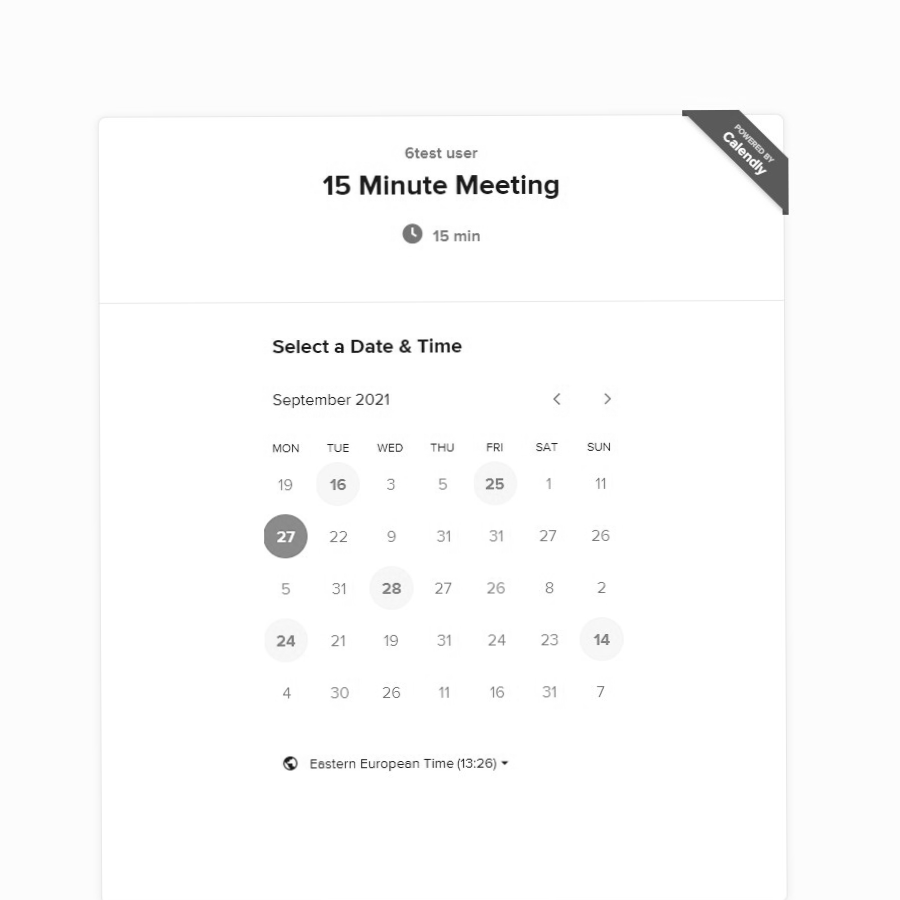 POWERED BY
Calendly
6test user
15 Minute Meeting
15 min
Select a Date & Time
September 2021
MON TUE WED THU FRI SAT SUN
19 16 3 5 25 1 11
27 22 9 31 31 27 26
5 31 28 27 26 8 2
24 21 19 31 24 23 14
4 30 26 11 16 31 7
Eastern European Time (13:26)